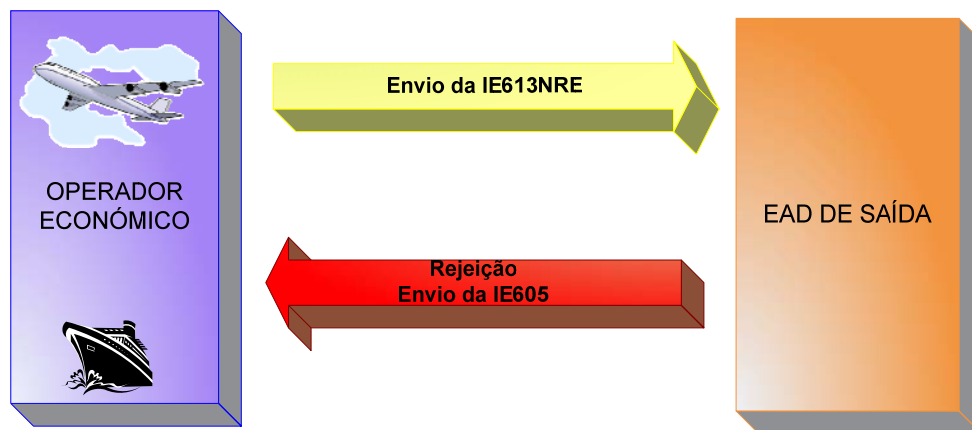 Envio da IE613NRE
OPERADOR
ECONÓMICO
EAD DE SAÍDA
Rejeição
Envio da IE605